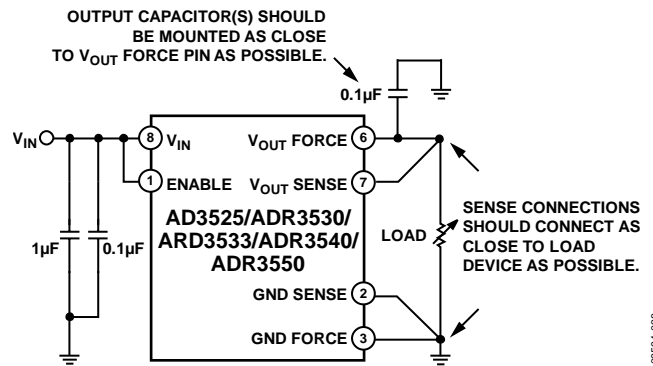 OUTPUT CAPACITOR(S) SHOULD
BE MOUNTED AS CLOSE
TO VOUT FORCE PIN AS POSSIBLE.
0.1µF
VIN
8 VIN
VOUT FORCE 6
1 ENABLE
VOUT SENSE 7
AD3525/ADR3530/
ARD3533/ADR3540/
ADR3550
1µF
0.1µF
LOAD
SENSE CONNECTIONS
SHOULD CONNECT AS
CLOSE TO LOAD
DEVICE AS POSSIBLE.
GND SENSE 2
GND FORCE 3